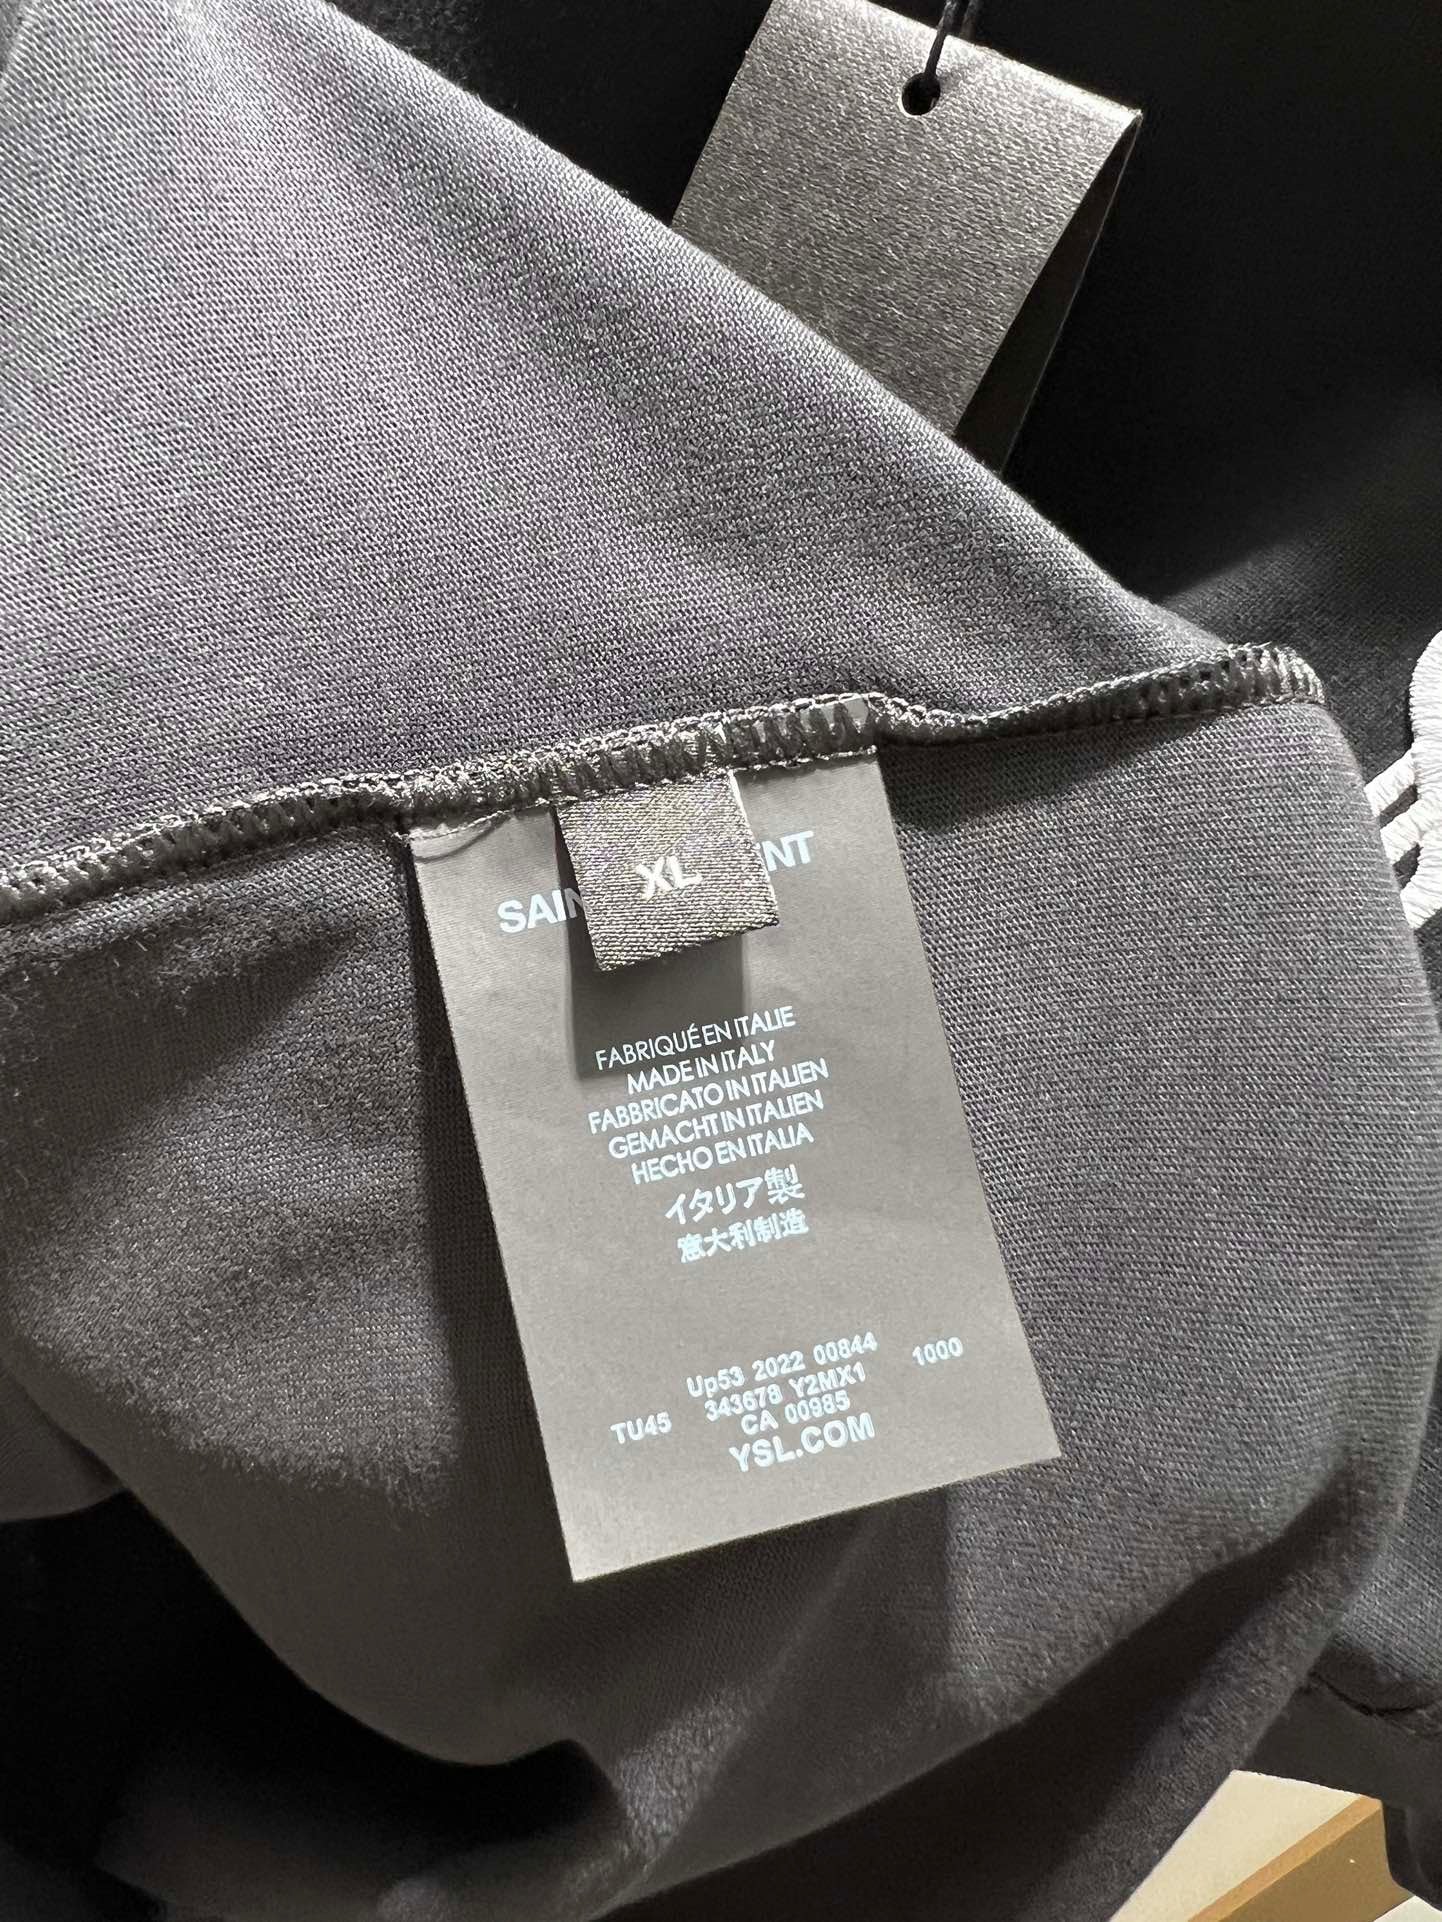 XL
FABRIQUÉ EN ITALIE
MADE IN ITALY
FABBRICATO IN ITALIEN
GEMACHT IN ITALIEN
HECHO EN ITALIA
イタリア製
意大利制造
Up53 2022 00844 1000
343678 Y2MX1
TU45 CA 00985
YSL.COM